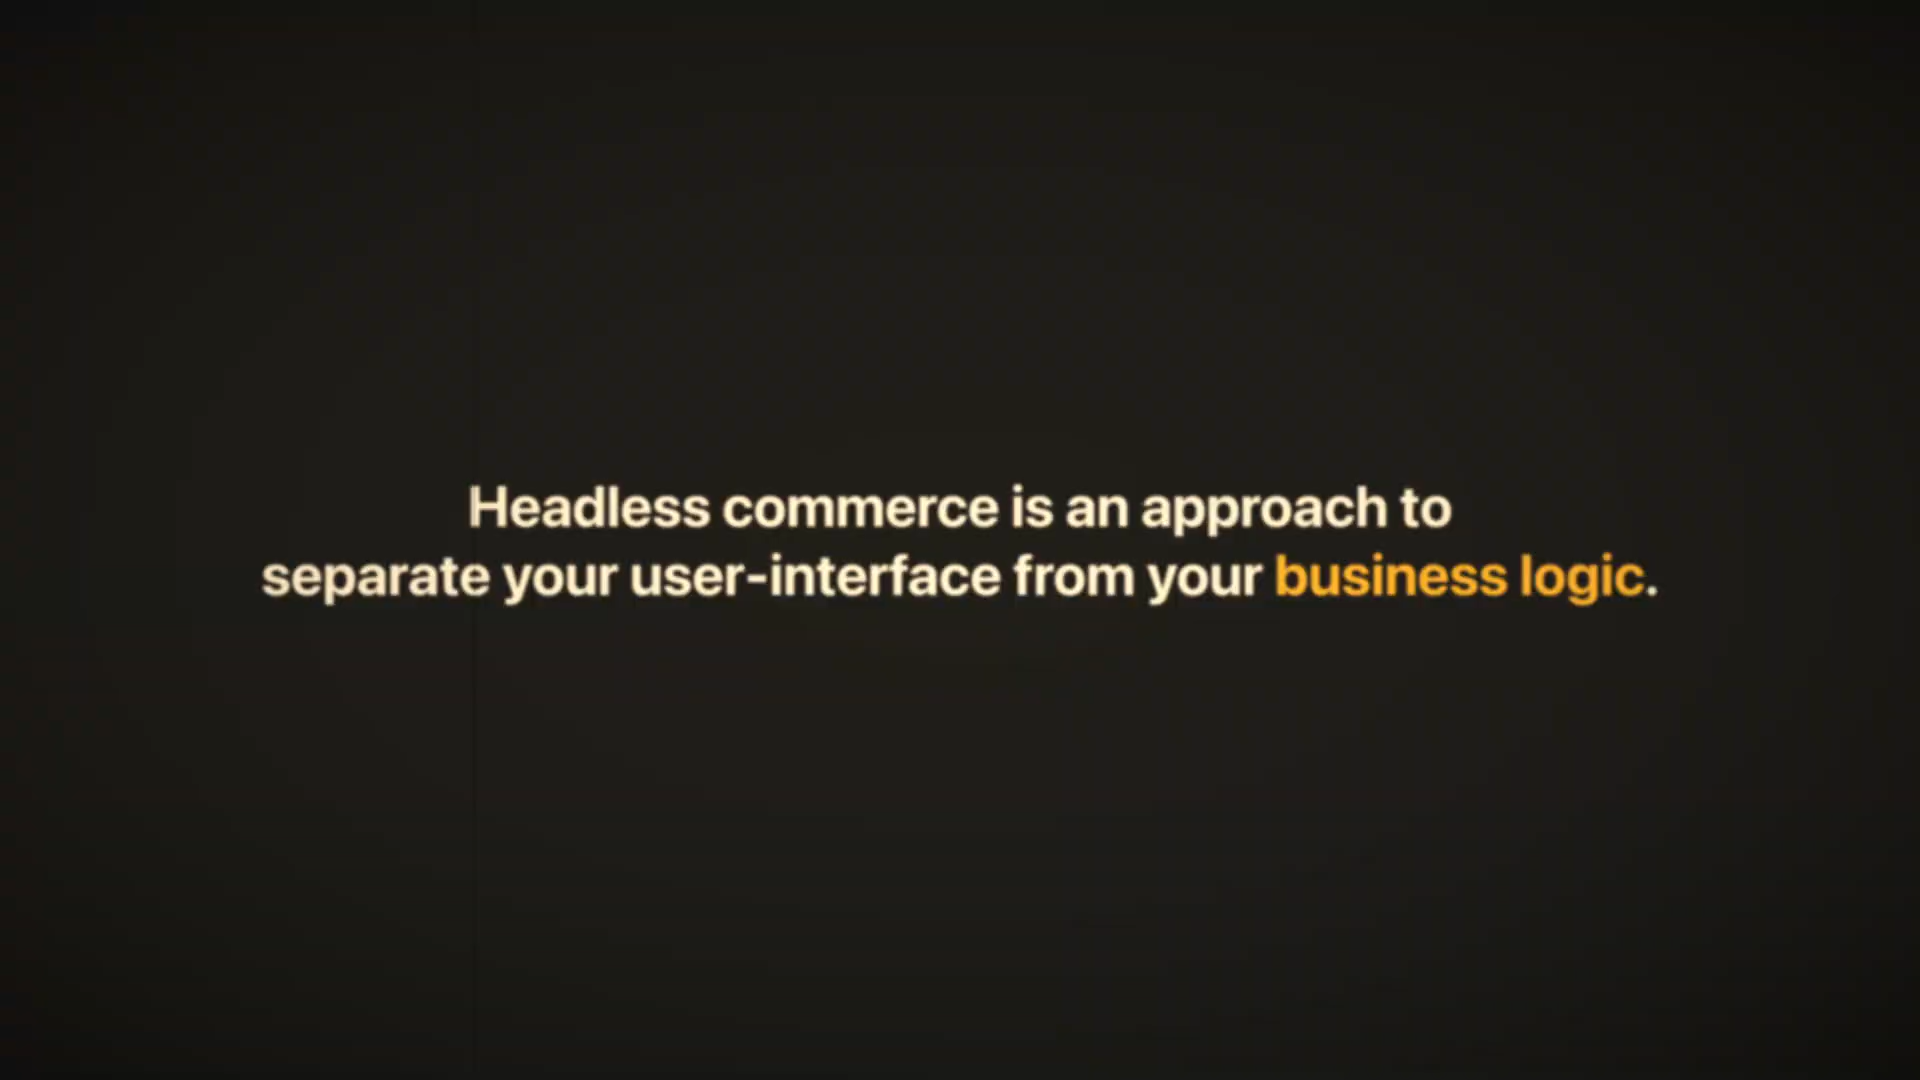 Headless commerce is an approach to
separate your user-interface from your business logic.